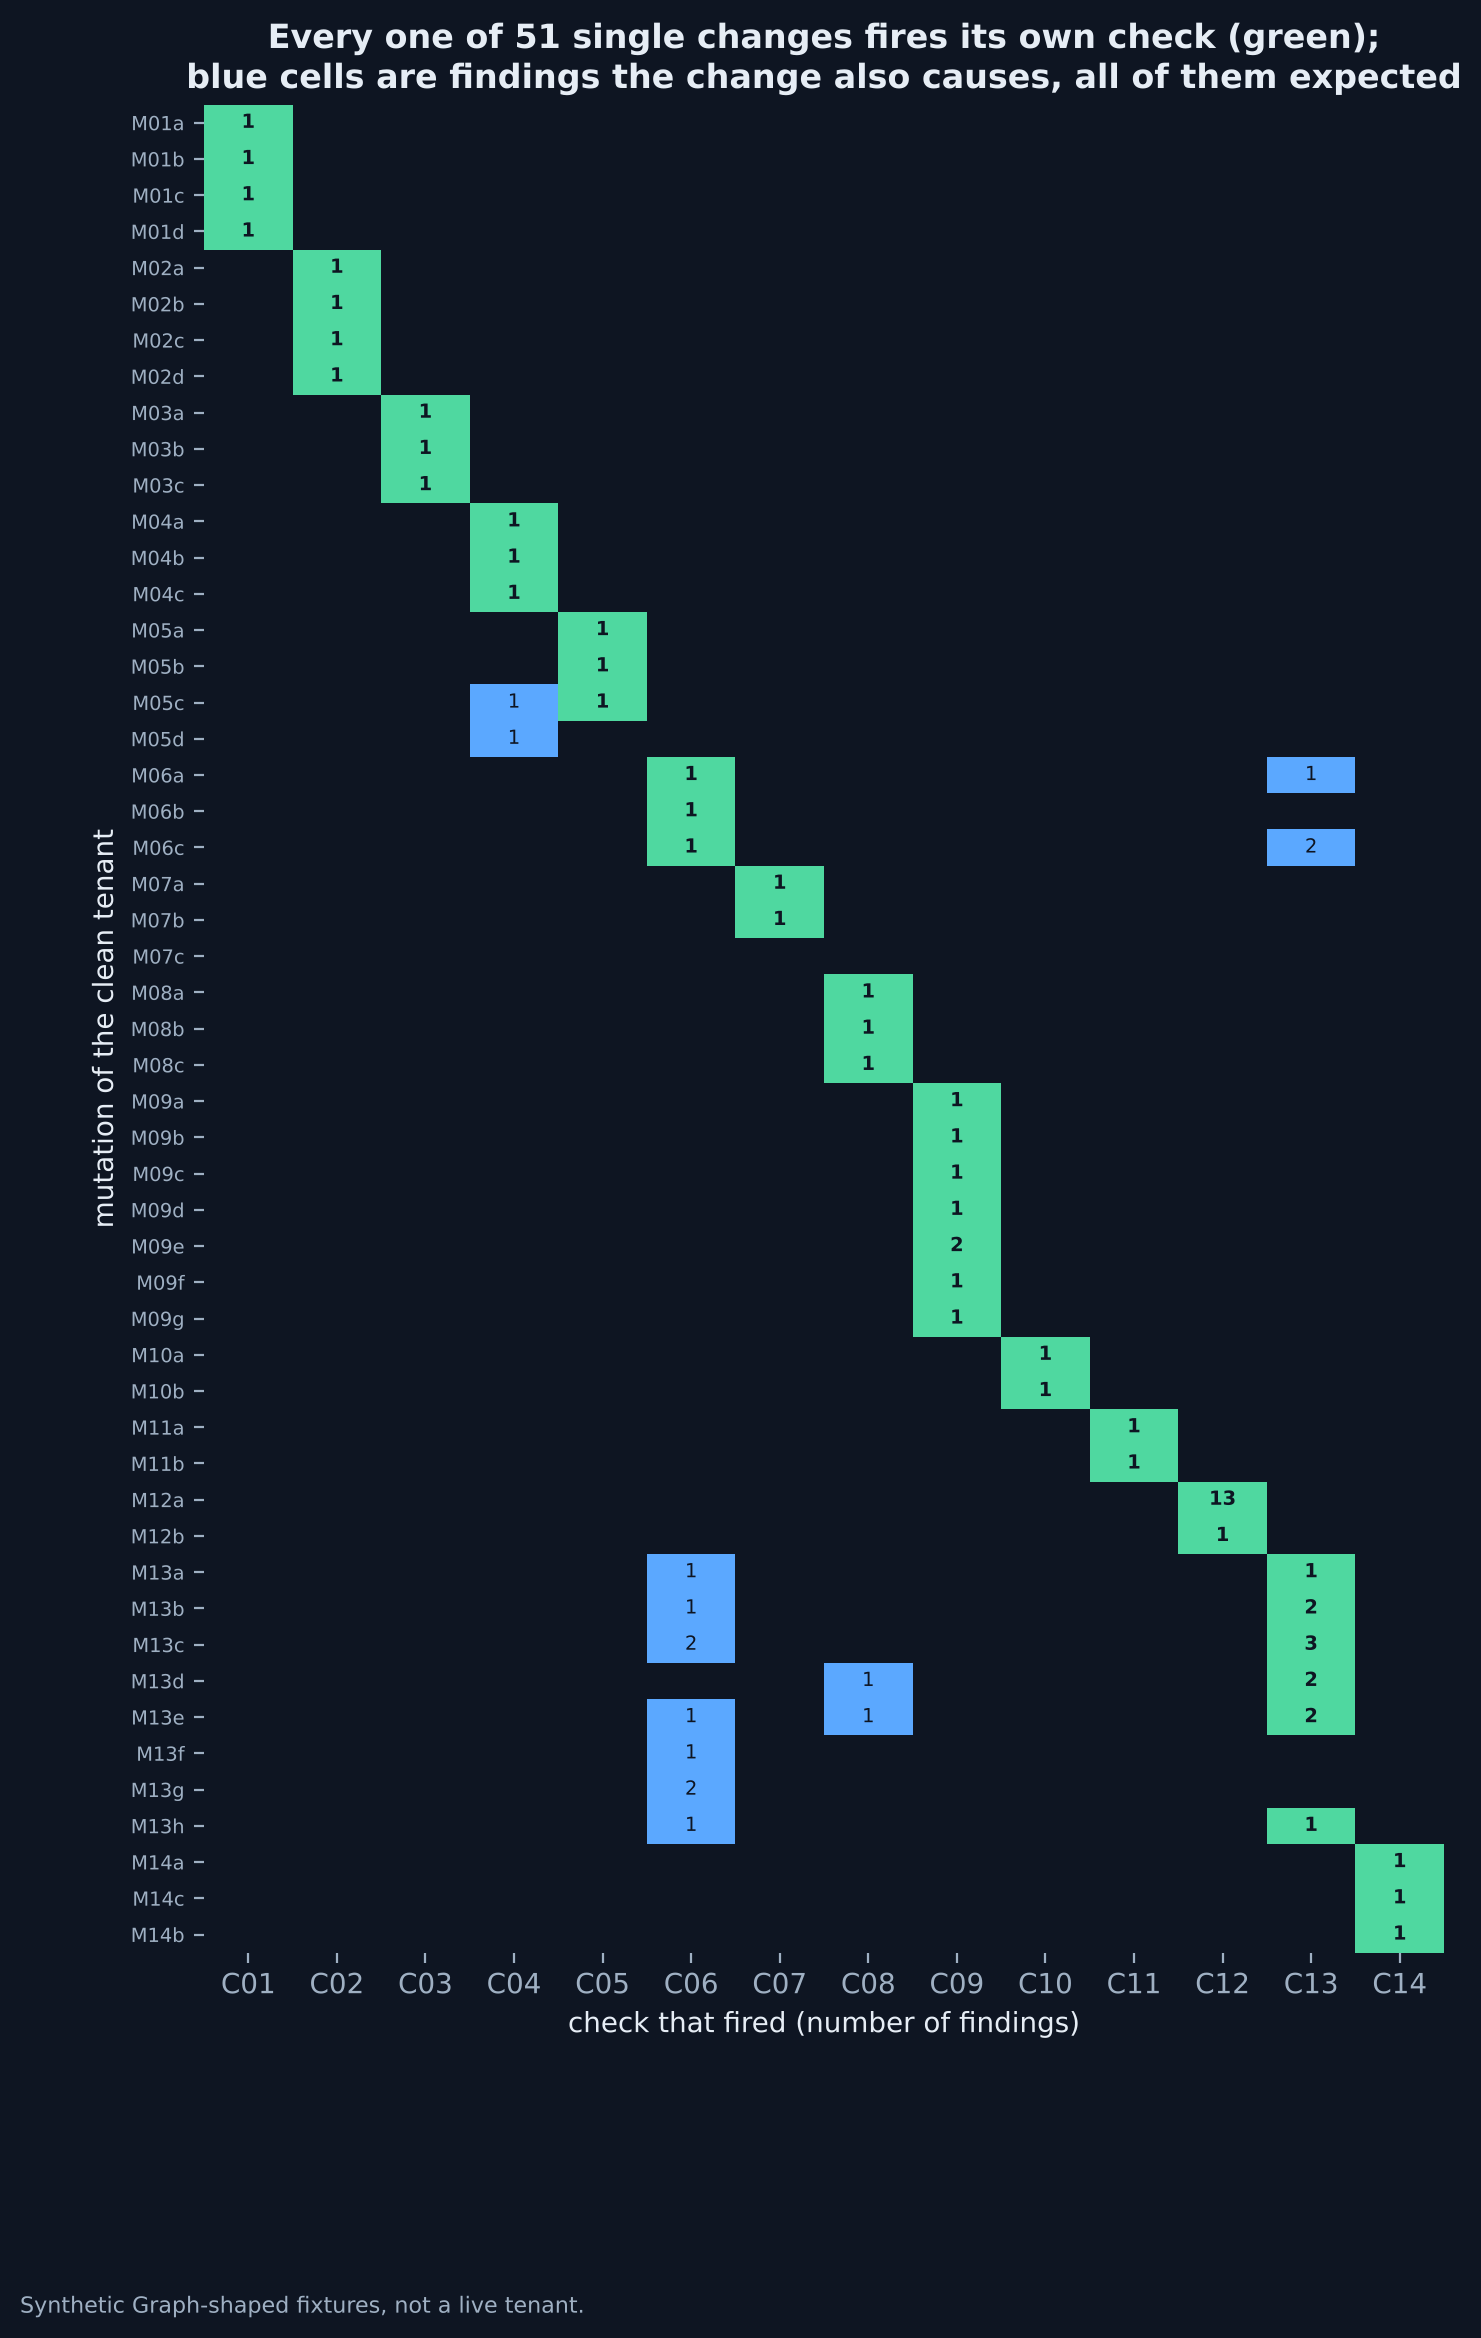 Every one of 51 single changes fires its own check (green);
blue cells are findings the change also causes, all of them expected
mutation of the clean tenant
M01a 1
M01b 1
M01c 1
M01d 1
M02a 1
M02b 1
M02c 1
M02d 1
M03a 1
M03b 1
M03c 1
M04a 1
M04b 1
M04c 1
M05a 1
M05b 1
M05c 1 1
M05d 1
M06a 1 1
M06b 1
M06c 1 2
M07a 1
M07b 1
M07c
M08a 1
M08b 1
M08c 1
M09a 1
M09b 1
M09c 1
M09d 1
M09e 2
M09f 1
M09g 1
M10a 1
M10b 1
M11a 1
M11b 1
M12a 13
M12b 1
M13a 1 1
M13b 1 2
M13c 2 3
M13d 1 2
M13e 1 1 2
M13f 1
M13g 2
M13h 1 1
M14a 1
M14c 1
M14b 1
C01 C02 C03 C04 C05 C06 C07 C08 C09 C10 C11 C12 C13 C14
check that fired (number of findings)
Synthetic Graph-shaped fixtures, not a live tenant.